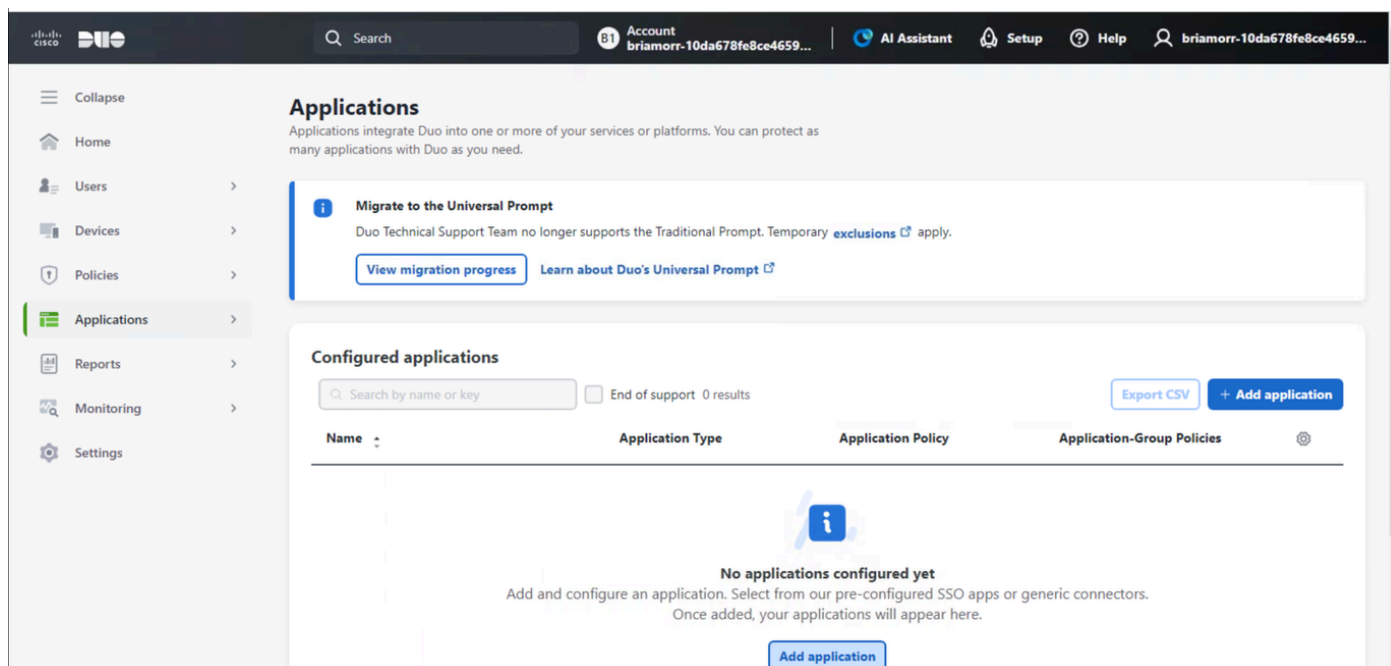 cisco DUO
Search
B1 Account
briamorr-10da678fe8ce4659...
AI Assistant
Setup
Help
briamorr-10da678fe8ce4659...
Collapse
Home
Users
Devices
Policies
Applications
Reports
Monitoring
Settings
Applications
Applications integrate Duo into one or more of your services or platforms. You can protect as
many applications with Duo as you need.
Migrate to the Universal Prompt
Duo Technical Support Team no longer supports the Traditional Prompt. Temporary exclusions apply.
View migration progress
Learn about Duo's Universal Prompt
Configured applications
Search by name or key
End of support 0 results
Export CSV
+ Add application
Name
Application Type
Application Policy
Application-Group Policies
No applications configured yet
Add and configure an application. Select from our pre-configured SSO apps or generic connectors.
Once added, your applications will appear here.
Add application